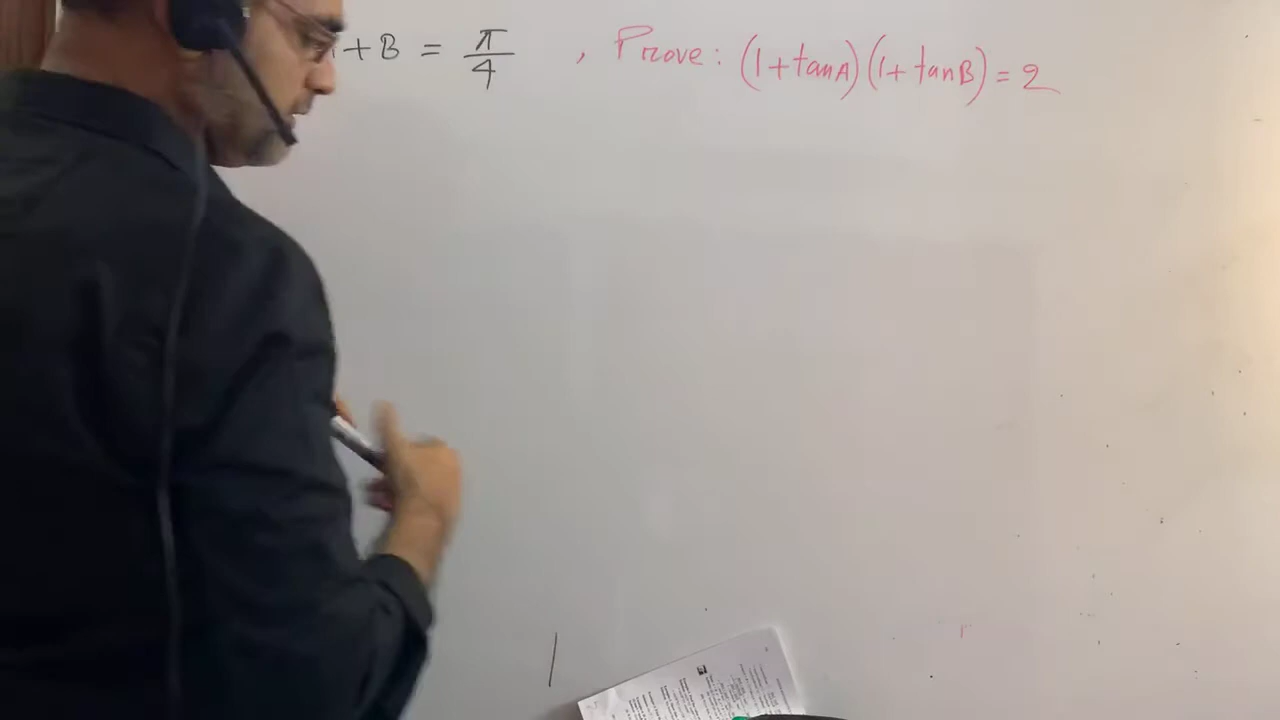 + B = π/4 , Prove: (1+tanA)(1+tanB) = 2